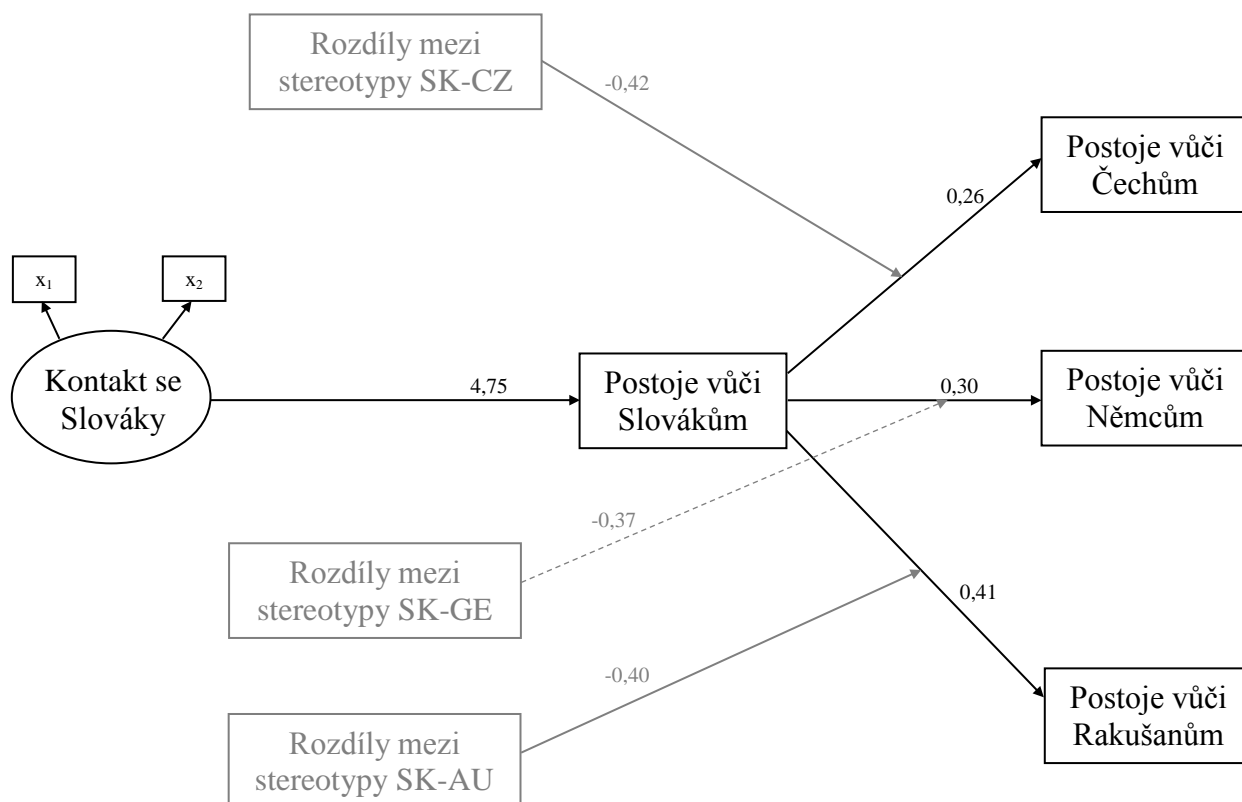 Rozdíly mezi
stereotypy SK-CZ
-0,42
Postoje vůči
Čechům
0,26
x₁
x₂
Kontakt se
Slováky
4,75
Postoje vůči
Slovákům
0,30
Postoje vůči
Němcům
-0,37
Rozdíly mezi
stereotypy SK-GE
0,41
-0,40
Postoje vůči
Rakušanům
Rozdíly mezi
stereotypy SK-AU